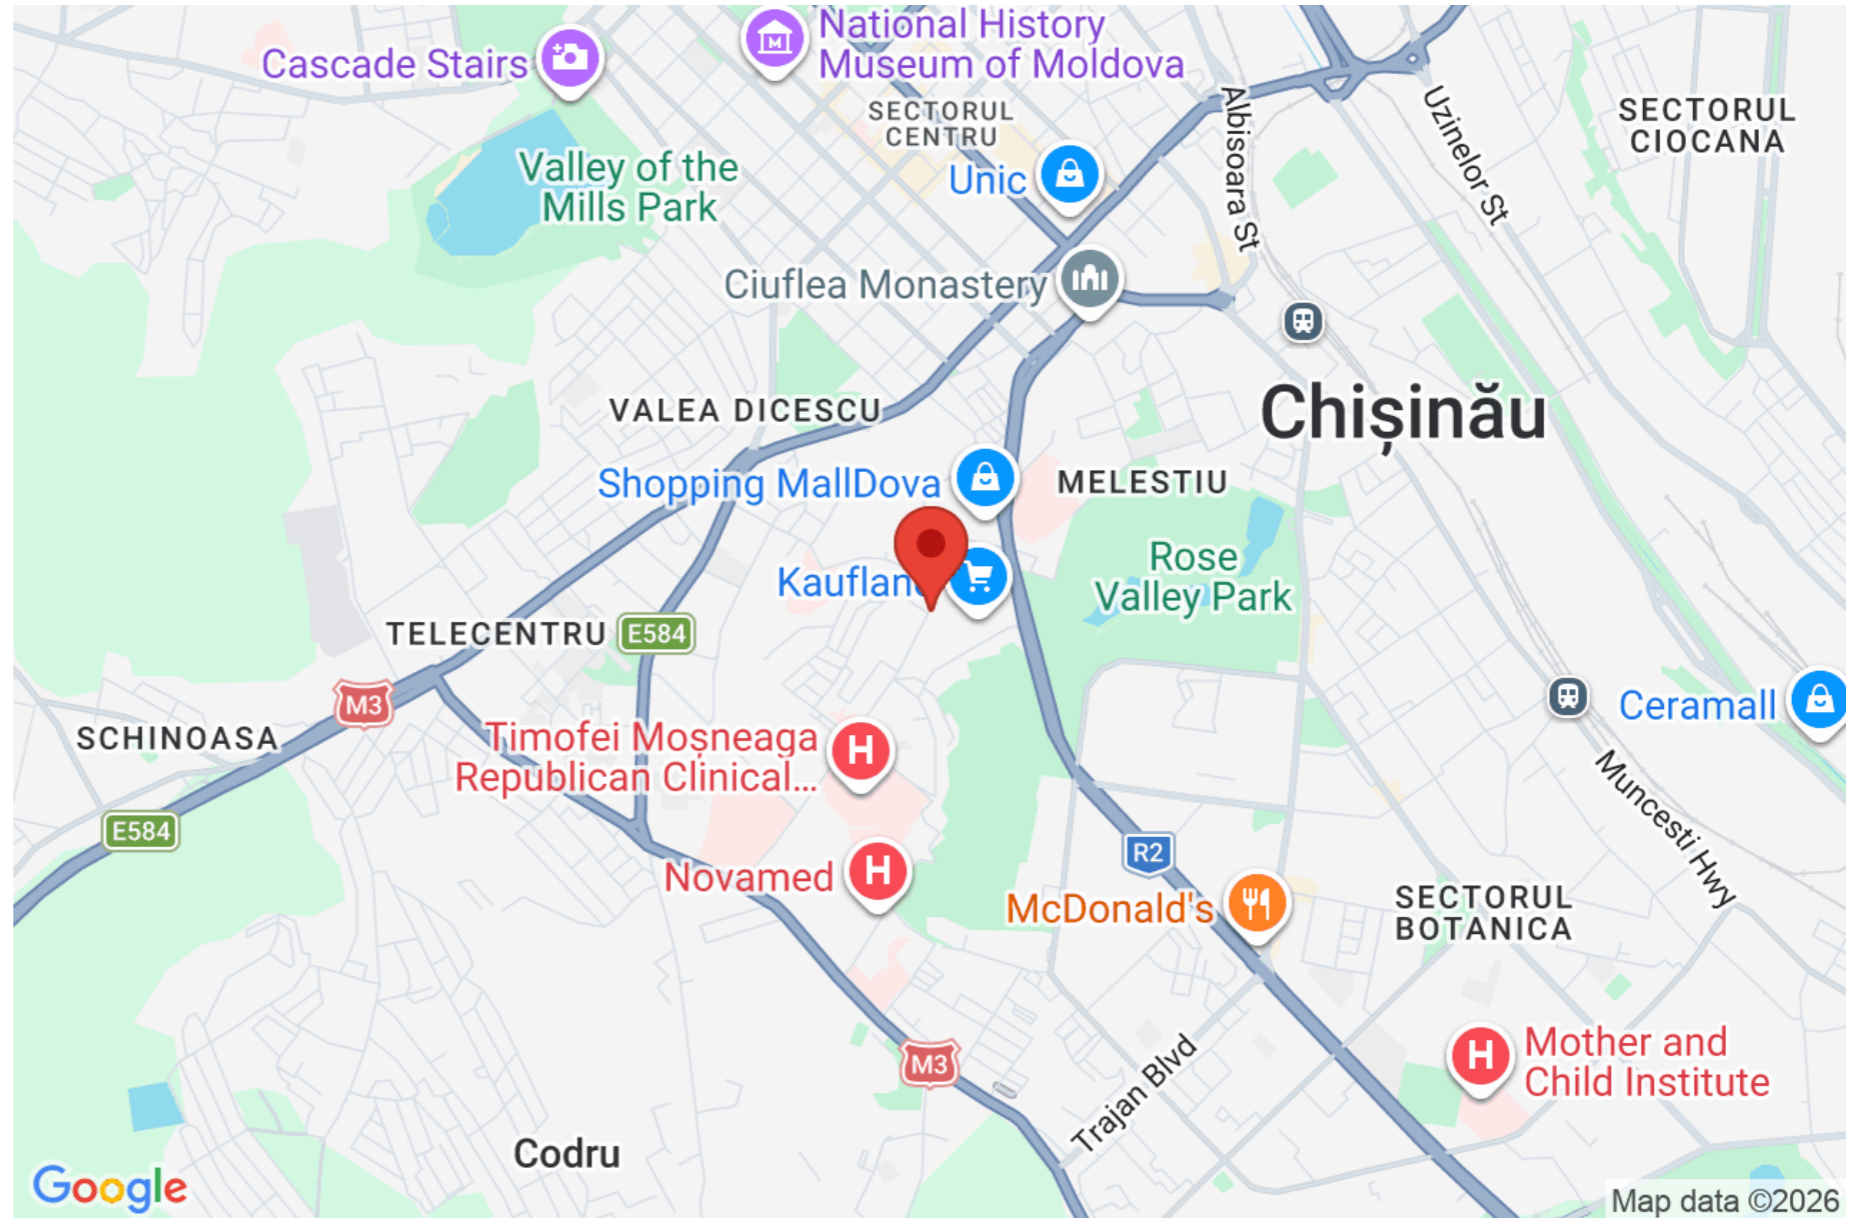 National History
Museum of Moldova
Cascade Stairs
SECTORUL
CENTRU
Albisoara St
Uzinelor St
SECTORUL
CIOCANA
Valley of the
Mills Park
Unic
Ciuflea Monastery
Chișinău
VALEA DICESCU
Shopping MallDova
MELESTIU
Rose
Valley Park
Kaufland
TELECENTRU
E584
M3
SCHINOASA
Timofei Moșneaga
Republican Clinical...
H
Ceramall
Muncesti Hwy
E584
R2
Novamed
H
McDonald's
SECTORUL
BOTANICA
M3
Trajan Blvd
H
Mother and
Child Institute
Codru
Google
Map data ©2026